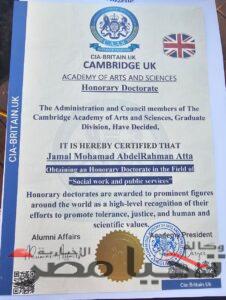 CIA-BRITAIN.UK
CAMBRIDGE UK
ACADEMY OF ARTS AND SCIENCES
Honorary Doctorate
The Administration and Council members of The
Cambridge Academy of Arts and Sciences, Graduate
Division, Have Decided,
IT IS HEREBY CERTIFIED THAT
Jamal Mohamad AbdelRahman Atta
Obtaining an Honorary Doctorate in the Field of
"Social work and public services"
Honorary doctorates are awarded to prominent figures
around the world as a high-level recognition of their
efforts to promote tolerance, justice, and human and
scientific values.
Alumni Affairs
President
CIA-BRITAIN.UK
Cia-Britain Uk